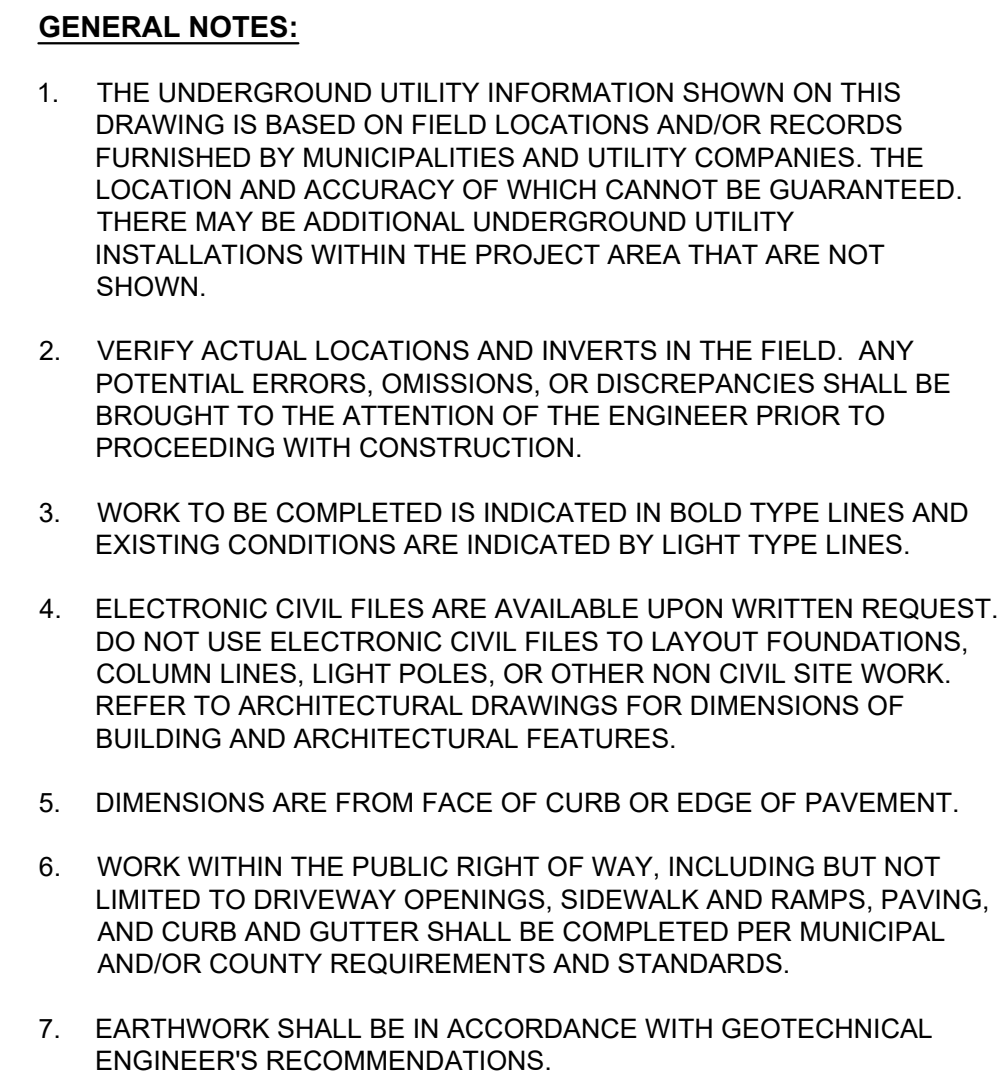 GENERAL NOTES:
1. THE UNDERGROUND UTILITY INFORMATION SHOWN ON THIS
DRAWING IS BASED ON FIELD LOCATIONS AND/OR RECORDS
FURNISHED BY MUNICIPALITIES AND UTILITY COMPANIES. THE
LOCATION AND ACCURACY OF WHICH CANNOT BE GUARANTEED.
THERE MAY BE ADDITIONAL UNDERGROUND UTILITY
INSTALLATIONS WITHIN THE PROJECT AREA THAT ARE NOT
SHOWN.
2. VERIFY ACTUAL LOCATIONS AND INVERTS IN THE FIELD. ANY
POTENTIAL ERRORS, OMISSIONS, OR DISCREPANCIES SHALL BE
BROUGHT TO THE ATTENTION OF THE ENGINEER PRIOR TO
PROCEEDING WITH CONSTRUCTION.
3. WORK TO BE COMPLETED IS INDICATED IN BOLD TYPE LINES AND
EXISTING CONDITIONS ARE INDICATED BY LIGHT TYPE LINES.
4. ELECTRONIC CIVIL FILES ARE AVAILABLE UPON WRITTEN REQUEST.
DO NOT USE ELECTRONIC CIVIL FILES TO LAYOUT FOUNDATIONS,
COLUMN LINES, LIGHT POLES, OR OTHER NON CIVIL SITE WORK.
REFER TO ARCHITECTURAL DRAWINGS FOR DIMENSIONS OF
BUILDING AND ARCHITECTURAL FEATURES.
5. DIMENSIONS ARE FROM FACE OF CURB OR EDGE OF PAVEMENT.
6. WORK WITHIN THE PUBLIC RIGHT OF WAY, INCLUDING BUT NOT
LIMITED TO DRIVEWAY OPENINGS, SIDEWALK AND RAMPS, PAVING,
AND CURB AND GUTTER SHALL BE COMPLETED PER MUNICIPAL
AND/OR COUNTY REQUIREMENTS AND STANDARDS.
7. EARTHWORK SHALL BE IN ACCORDANCE WITH GEOTECHNICAL
ENGINEER'S RECOMMENDATIONS.